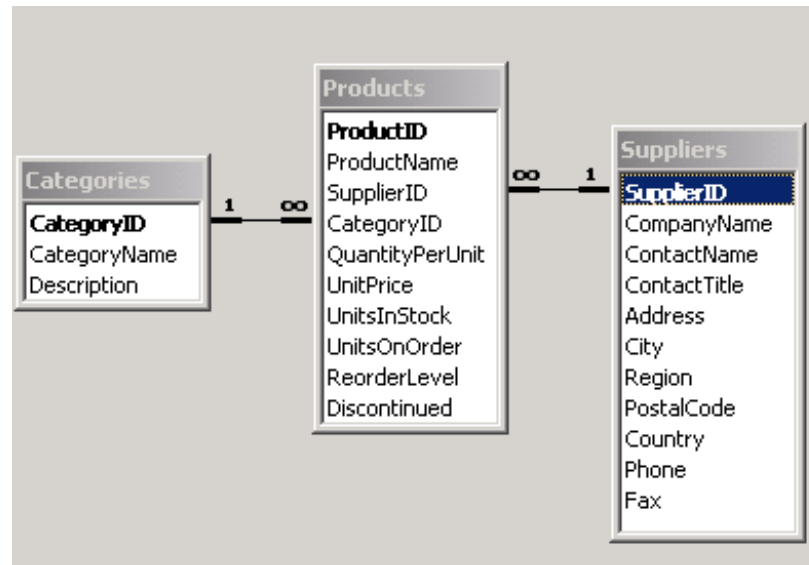 Categories
CategoryID
CategoryName
Description
1 ∞
Products
ProductID
ProductName
SupplierID
CategoryID
QuantityPerUnit
UnitPrice
UnitsInStock
UnitsOnOrder
ReorderLevel
Discontinued
∞ 1
Suppliers
SupplierID
CompanyName
ContactName
ContactTitle
Address
City
Region
PostalCode
Country
Phone
Fax